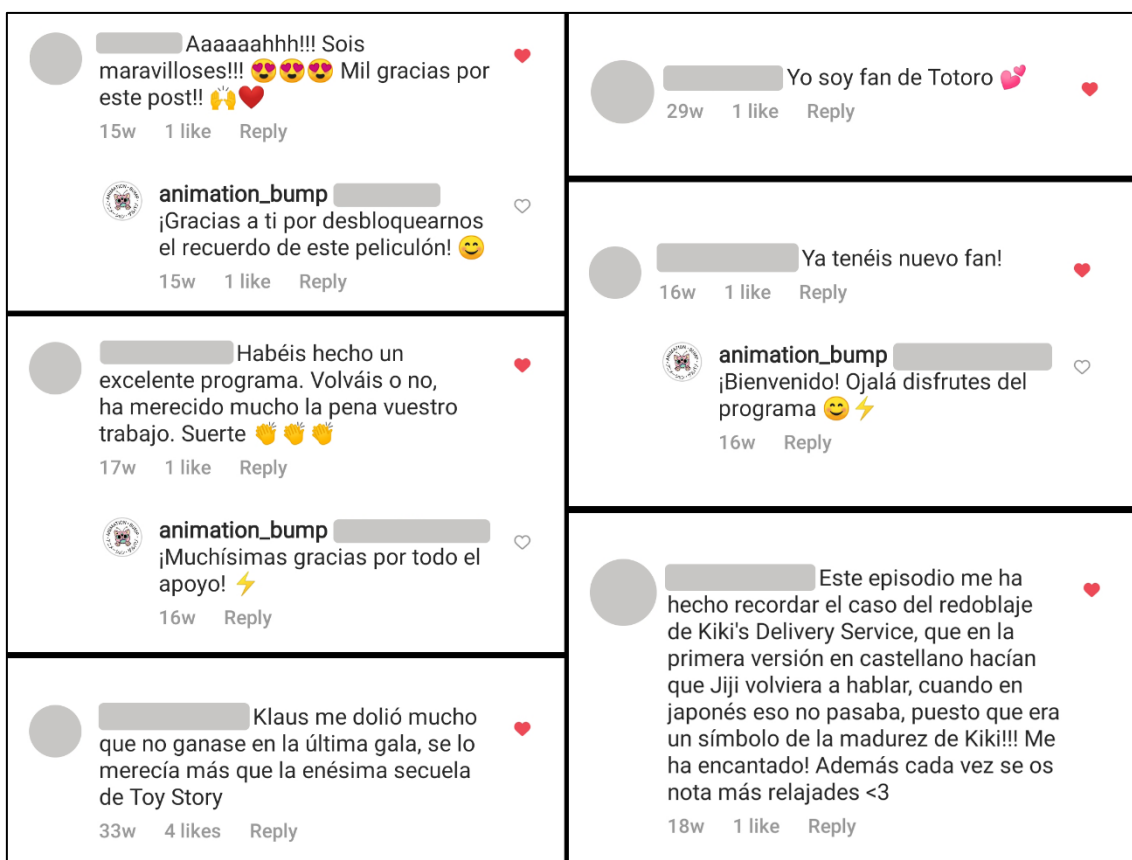 Aaaaaahhh!!! Sois
maravilloses!!! 😍😍😍 Mil gracias por
este post!! 🙌❤️
15w 1 like Reply
animation_bump
¡Gracias a ti por desbloquearnos
el recuerdo de este peliculón! 😊
15w 1 like Reply
Habéis hecho un
excelente programa. Volváis o no,
ha merecido mucho la pena vuestro
trabajo. Suerte 👏👏👏
17w 1 like Reply
animation_bump
¡Muchísimas gracias por todo el
apoyo! ⚡
16w Reply
Klaus me dolió mucho
que no ganase en la última gala, se lo
merecía más que la enésima secuela
de Toy Story
33w 4 likes Reply
Yo soy fan de Totoro 💕
29w 1 like Reply
Ya tenéis nuevo fan!
16w 1 like Reply
animation_bump
¡Bienvenido! Ojalá disfrutes del
programa 😊⚡
16w Reply
Este episodio me ha
hecho recordar el caso del redoblaje
de Kiki's Delivery Service, que en la
primera versión en castellano hacían
que Jiji volviera a hablar, cuando en
japonés eso no pasaba, puesto que era
un símbolo de la madurez de Kiki!!! Me
ha encantado! Además cada vez se os
nota más relajades <3
18w 1 like Reply